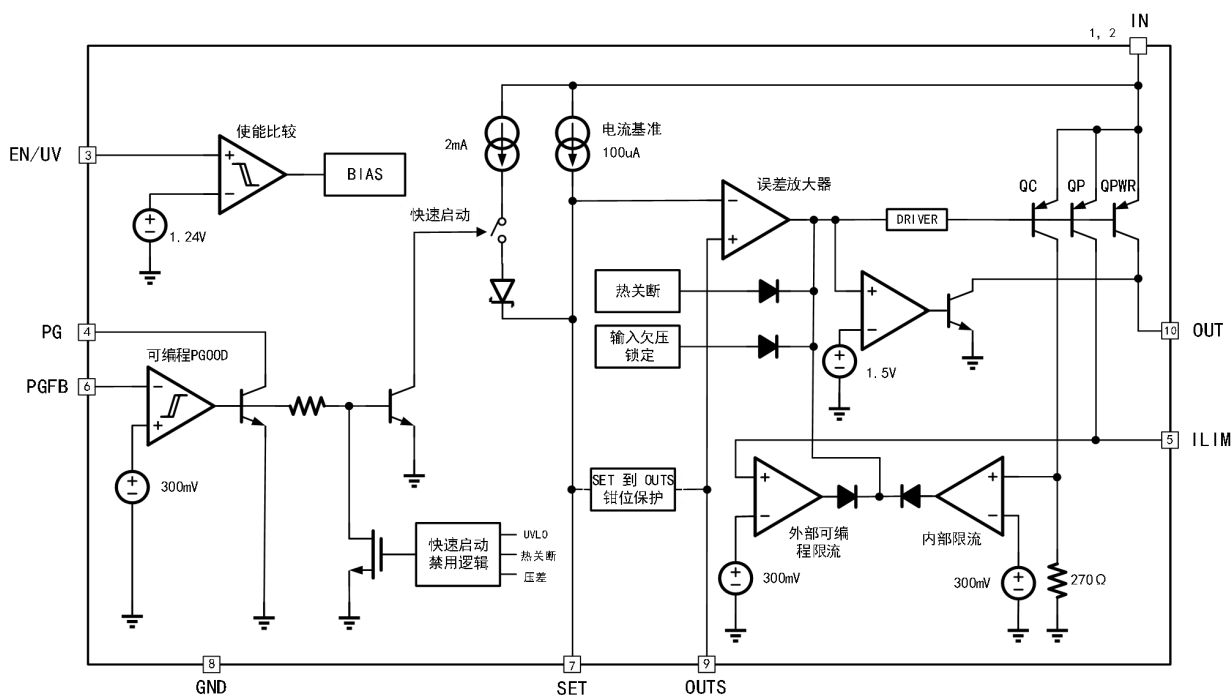 IN
1, 2
使能比较
2mA
电流基准
100uA
EN/UV
3
BIAS
误差放大器
QC
QP
QPWR
快速启动
DRIVER
1.24V
热关断
PG
4
10
OUT
可编程PGOOD
输入欠压
锁定
PGFB
6
1.5V
5
ILIM
300mV
SET 到 OUTS
钳位保护
快速启动
禁用逻辑
UVLO
热关断
压差
外部可编
程限流
内部限流
300mV
300mV
270Ω
8
7
9
GND
SET
OUTS